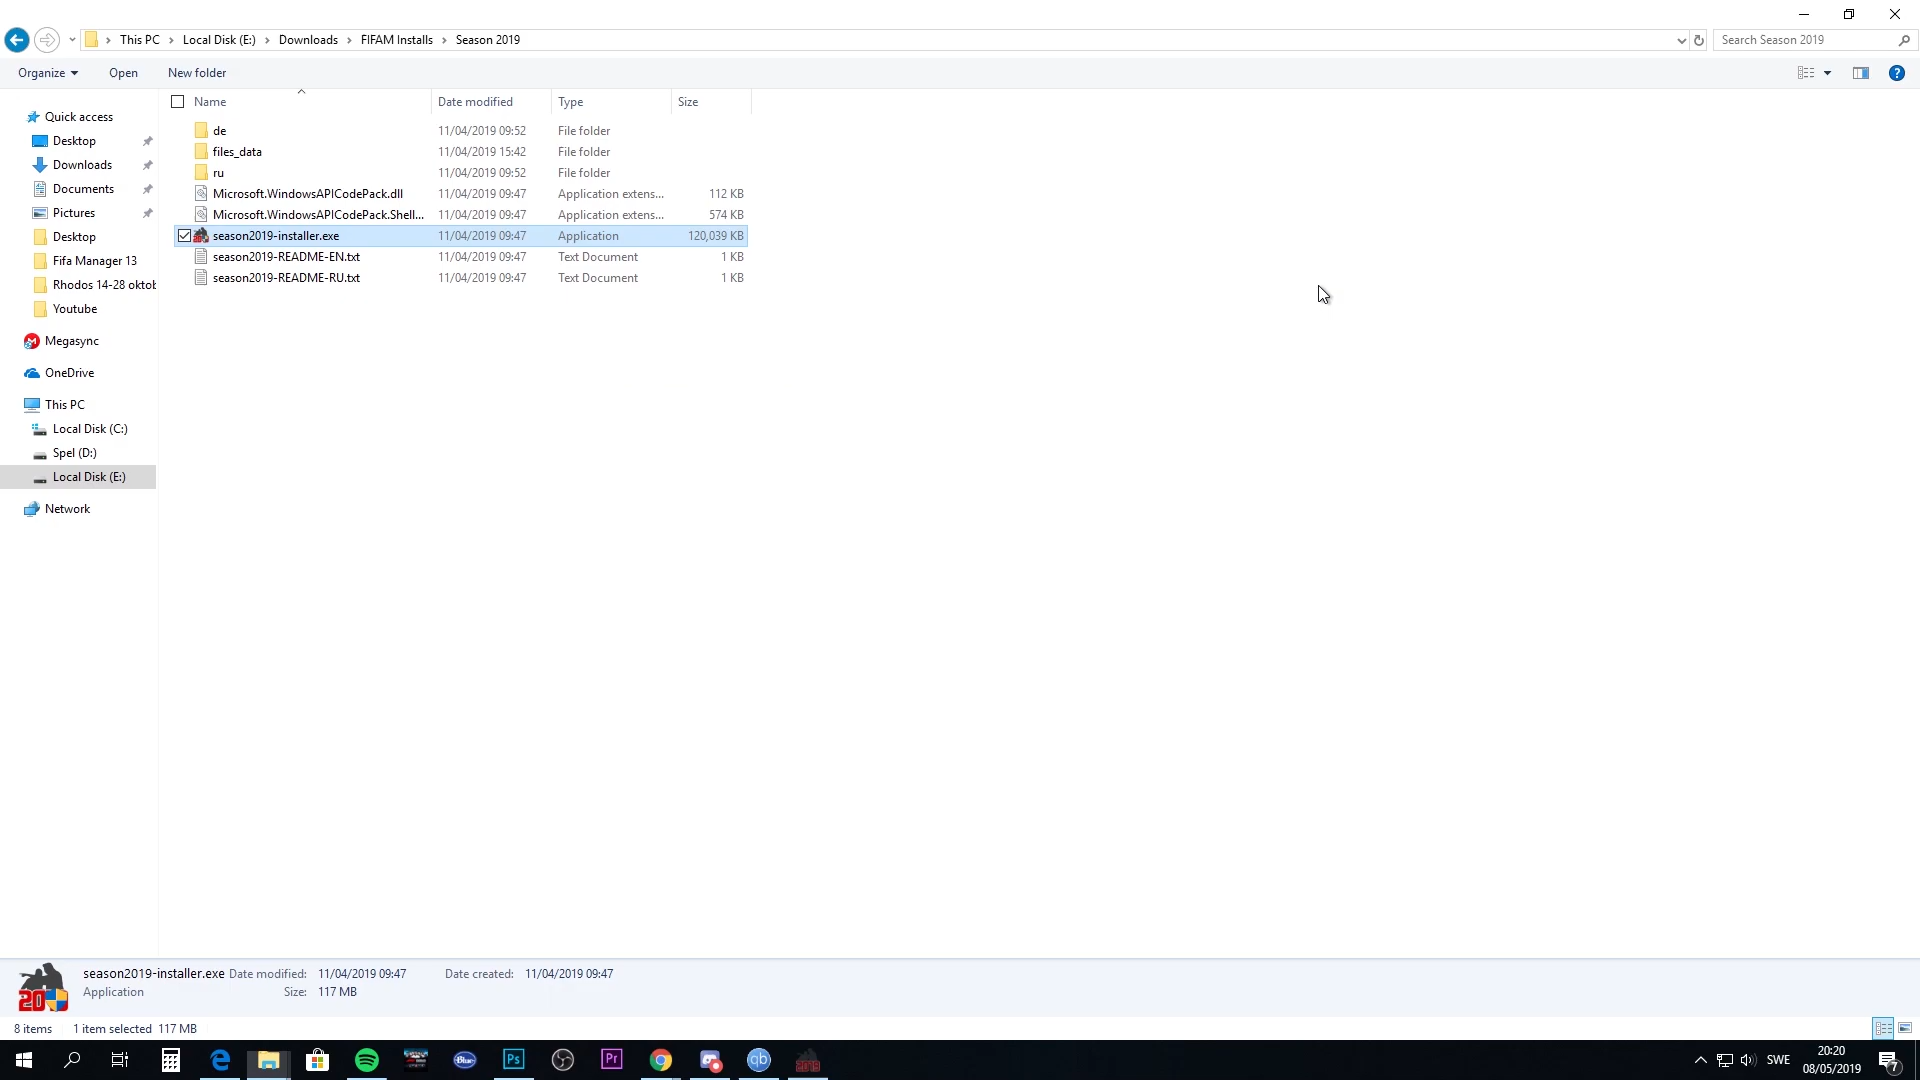 This PC > Local Disk (E:) > Downloads > FIFAM Installs > Season 2019
Search Season 2019
Organize Open New folder
Name Date modified Type Size
de 11/04/2019 09:52 File folder
files_data 11/04/2019 15:42 File folder
ru 11/04/2019 09:52 File folder
Microsoft.WindowsAPICodePack.dll 11/04/2019 09:47 Application extens... 112 KB
Microsoft.WindowsAPICodePack.Shell... 11/04/2019 09:47 Application extens... 574 KB
season2019-installer.exe 11/04/2019 09:47 Application 120,039 KB
season2019-README-EN.txt 11/04/2019 09:47 Text Document 1 KB
season2019-README-RU.txt 11/04/2019 09:47 Text Document 1 KB
Quick access
Desktop
Downloads
Documents
Pictures
Desktop
Fifa Manager 13
Rhodos 14-28 oktob
Youtube
Megasync
OneDrive
This PC
Local Disk (C:)
Spel (D:)
Local Disk (E:)
Network
20
season2019-installer.exe Date modified: 11/04/2019 09:47 Date created: 11/04/2019 09:47
Application Size: 117 MB
8 items 1 item selected 117 MB
Blue Ps Pr qb 2019 SWE 20:20
08/05/2019
7